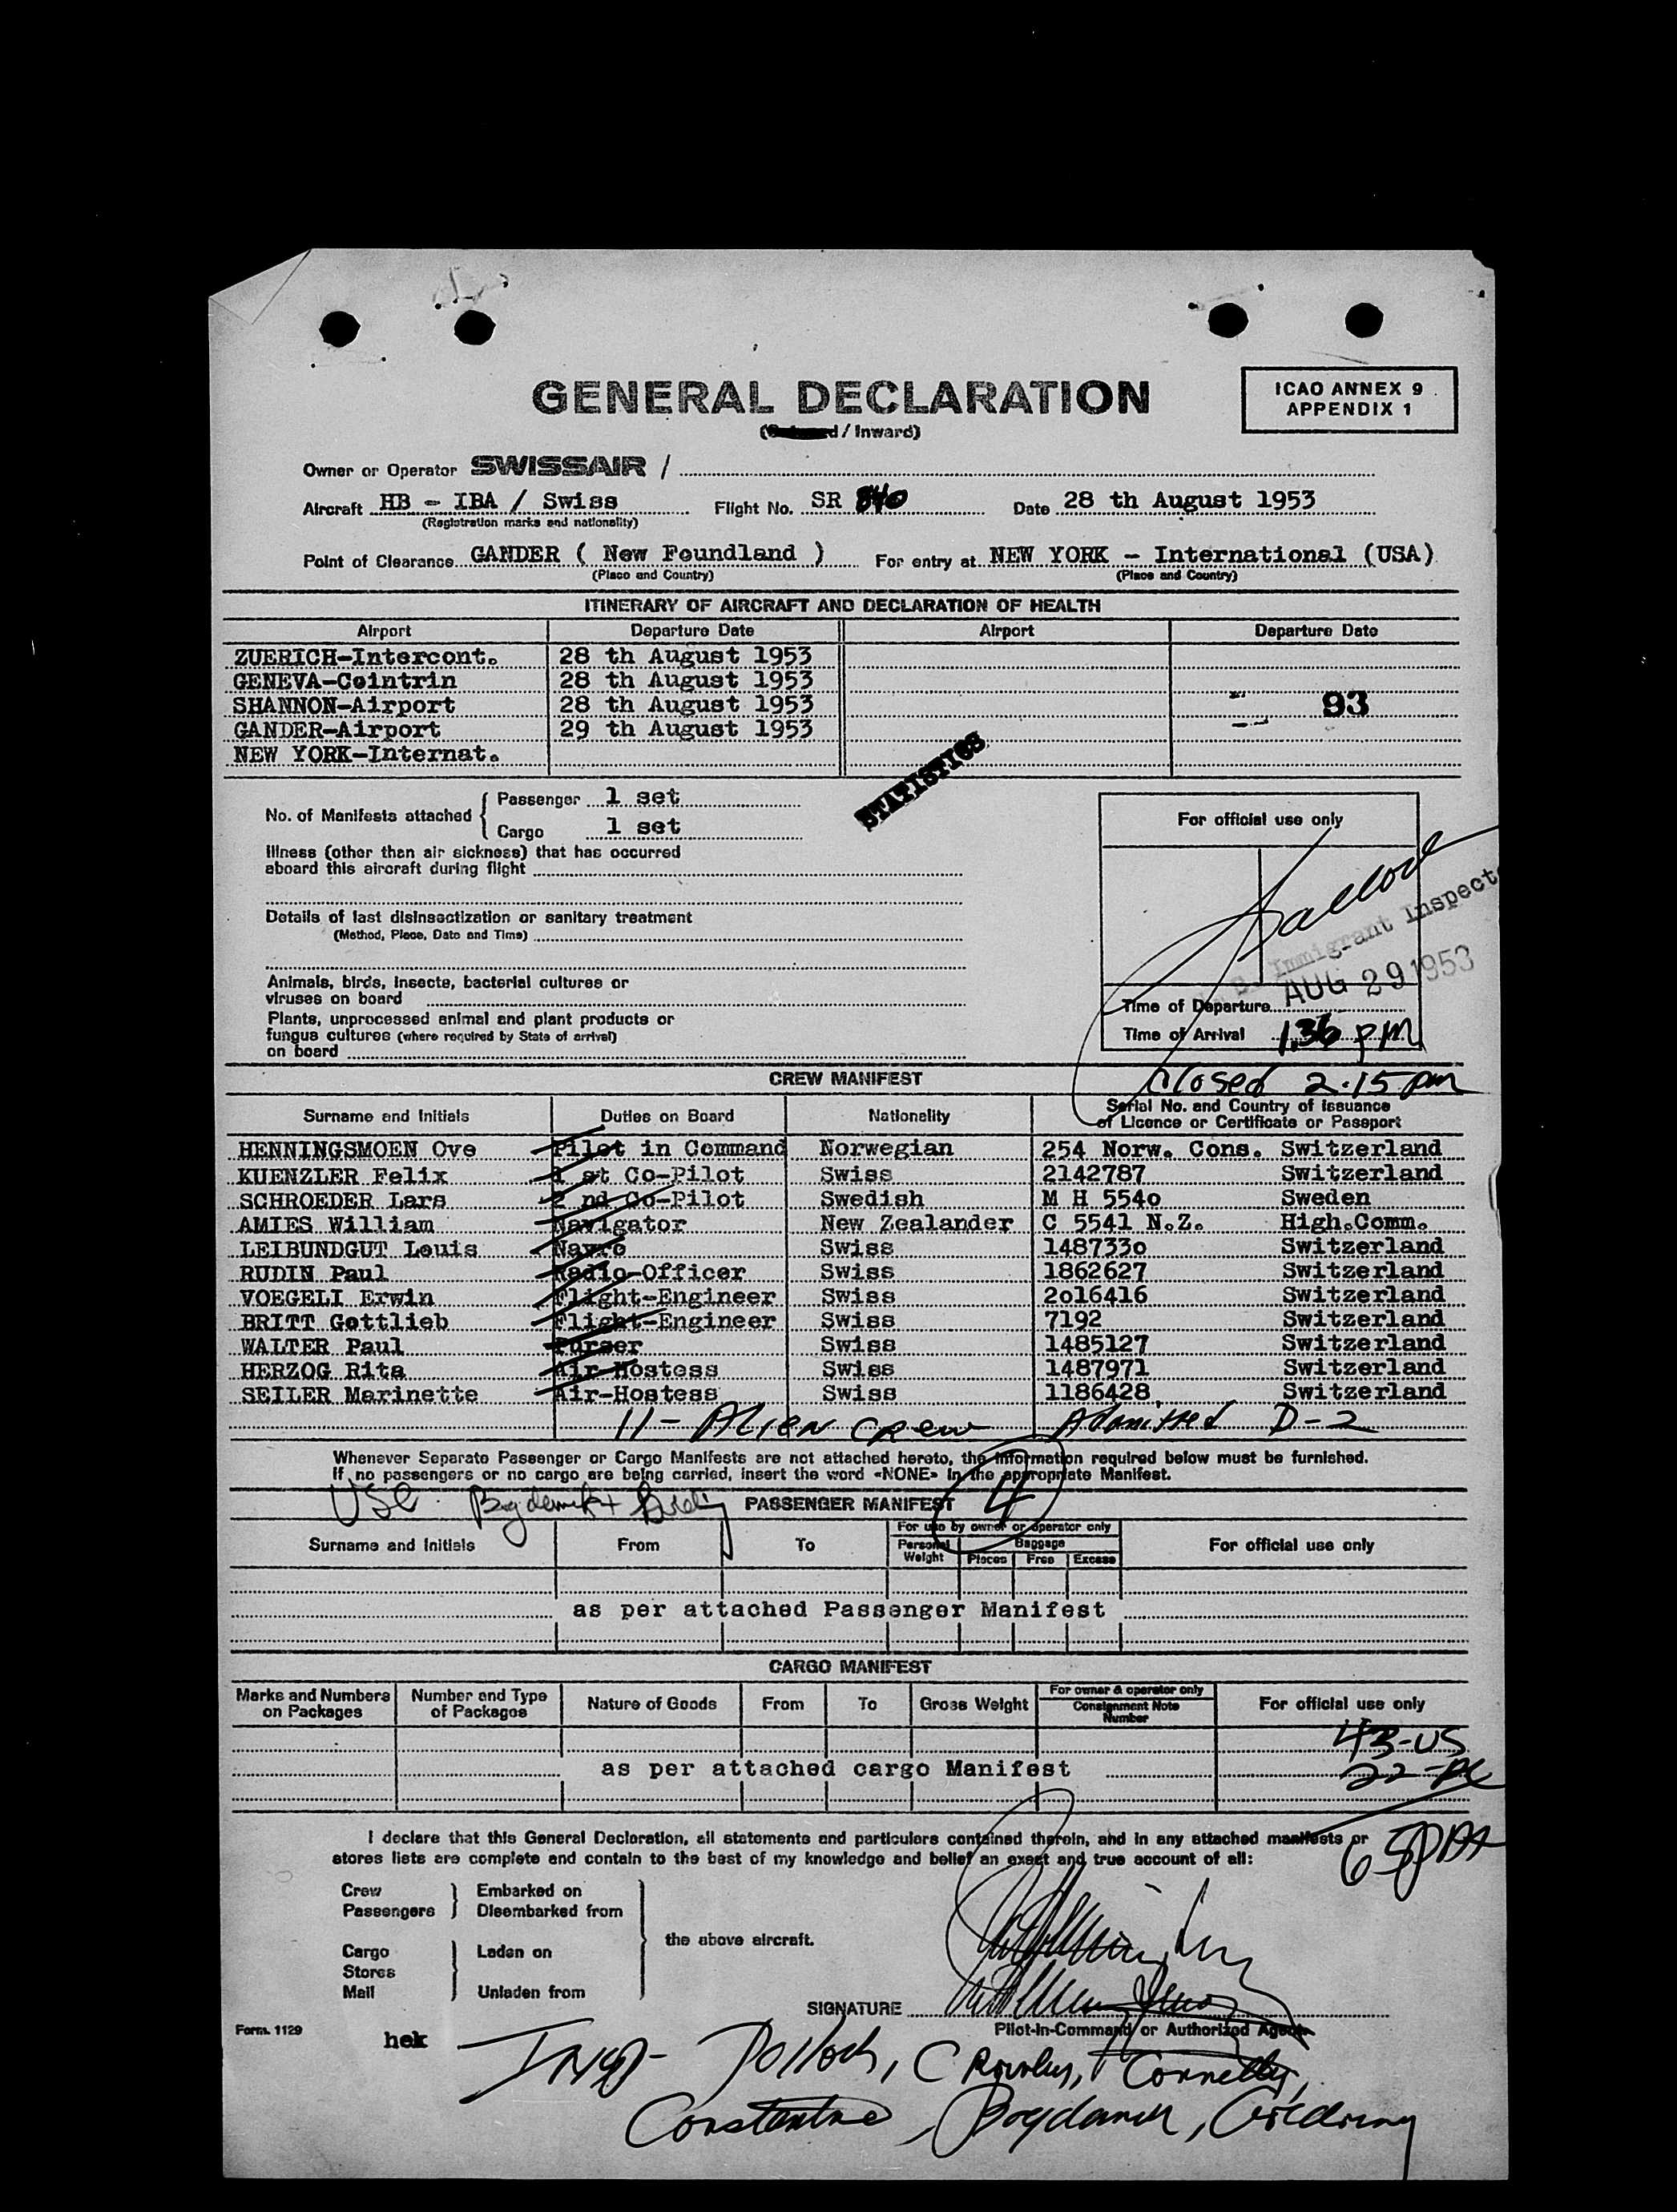 GENERAL DECLARATION
ICAO ANNEX 9
APPENDIX 1
d / Inward)
Owner or Operator SWISSAIR /
Aircraft HB - IBA / Swiss Flight No. SR 840 Date 28 th August 1953
(Registration marks and nationality)
Point of Clearance GANDER ( New Foundland ) For entry at NEW YORK - International (USA)
(Place and Country) (Place and Country)
ITINERARY OF AIRCRAFT AND DECLARATION OF HEALTH
Airport Departure Date Airport Departure Date
ZUERICH-Intercont. 28 th August 1953
GENEVA-Cointrin 28 th August 1953
SHANNON-Airport 28 th August 1953 93
GANDER-Airport 29 th August 1953
NEW YORK-Internat.
STATISTICS
No. of Manifests attached
Passenger 1 set
Cargo 1 set
For official use only
Illness (other than air sickness) that has occurred
aboard this aircraft during flight
Details of last disinsectization or sanitary treatment
(Method, Place, Date and Time)
Immigrant Inspect
AUG 29 1953
Animals, birds, insects, bacterial cultures or
viruses on board
Plants, unprocessed animal and plant products or
fungus cultures (where required by State of arrival)
on board
Time of Departure
Time of Arrival 1.36 PM
CREW MANIFEST
Closed 2.15 pm
Surname and Initials Duties on Board Nationality Serial No. and Country of Issuance
of Licence or Certificate or Passport
HENNINGSMOEN Ove Pilot in Command Norwegian 254 Norw. Cons. Switzerland
KUENZLER Felix 1 st Co-Pilot Swiss 2142787 Switzerland
SCHROEDER Lars 2 nd Co-Pilot Swedish M H 554o Sweden
AMIES William Navigator New Zealander C 5541 N.Z. High.Comm.
LEIBUNDGUT Louis Navro Swiss 148733o Switzerland
RUDIN Paul Radio-Officer Swiss 1862627 Switzerland
VOEGELI Erwin Flight-Engineer Swiss 2o16416 Switzerland
BRITT Gottlieb Flight-Engineer Swiss 7192 Switzerland
WALTER Paul Purser Swiss 1485127 Switzerland
HERZOG Rita Air-Hostess Swiss 1487971 Switzerland
SEILER Marinette Air-Hostess Swiss 1186428 Switzerland
11- Alien crew Admitted D-2
Whenever Separate Passenger or Cargo Manifests are not attached hereto, the information required below must be furnished.
If no passengers or no cargo are being carried, insert the word «NONE» in the appropriate Manifest.
USC
PASSENGER MANIFEST
4
Surname and Initials From To For use by owner or operator only For official use only
Personal Weight Baggage
Pieces Free Excess
as per attached Passenger Manifest
CARGO MANIFEST
Marks and Numbers on Packages Number and Type of Packages Nature of Goods From To Gross Weight For owner & operator only For official use only
Consignment Note Number
43-US
as per attached cargo Manifest
I declare that this General Declaration, all statements and particulars contained therein, and in any attached manifests or
stores lists are complete and contain to the best of my knowledge and belief an exact and true account of all:
Crew Embarked on
Passengers Disembarked from
the above aircraft.
Cargo Laden on
Stores
Mail Unladen from
SIGNATURE
Pilot-in-Command or Authorized Agent
Form. 1129
hek